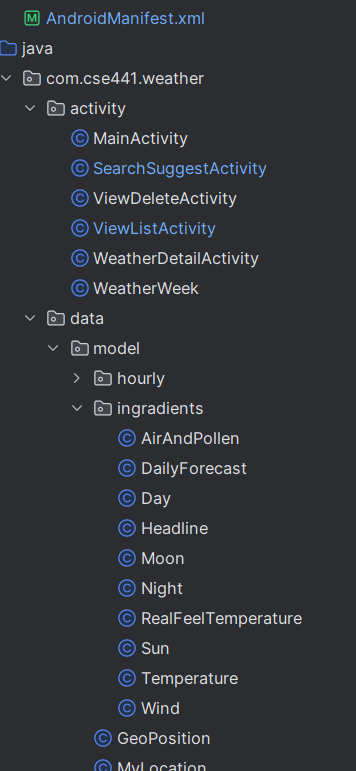 AndroidManifest.xml
java
com.cse441.weather
activity
MainActivity
SearchSuggestActivity
ViewDeleteActivity
ViewListActivity
WeatherDetailActivity
WeatherWeek
data
model
hourly
ingradients
AirAndPollen
DailyForecast
Day
Headline
Moon
Night
RealFeelTemperature
Sun
Temperature
Wind
GeoPosition
MyLocation